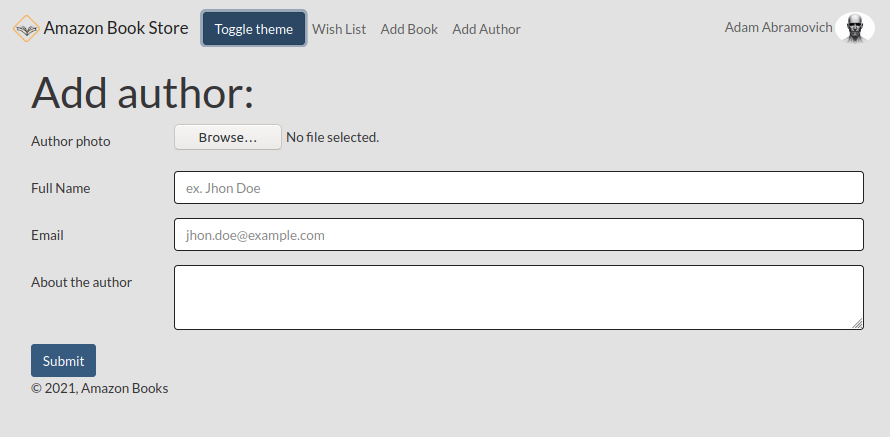 Amazon Book Store Toggle theme Wish List Add Book Add Author Adam Abramovich
Add author:
Author photo Browse... No file selected.
Full Name ex. Jhon Doe
Email jhon.doe@example.com
About the author
Submit
© 2021, Amazon Books